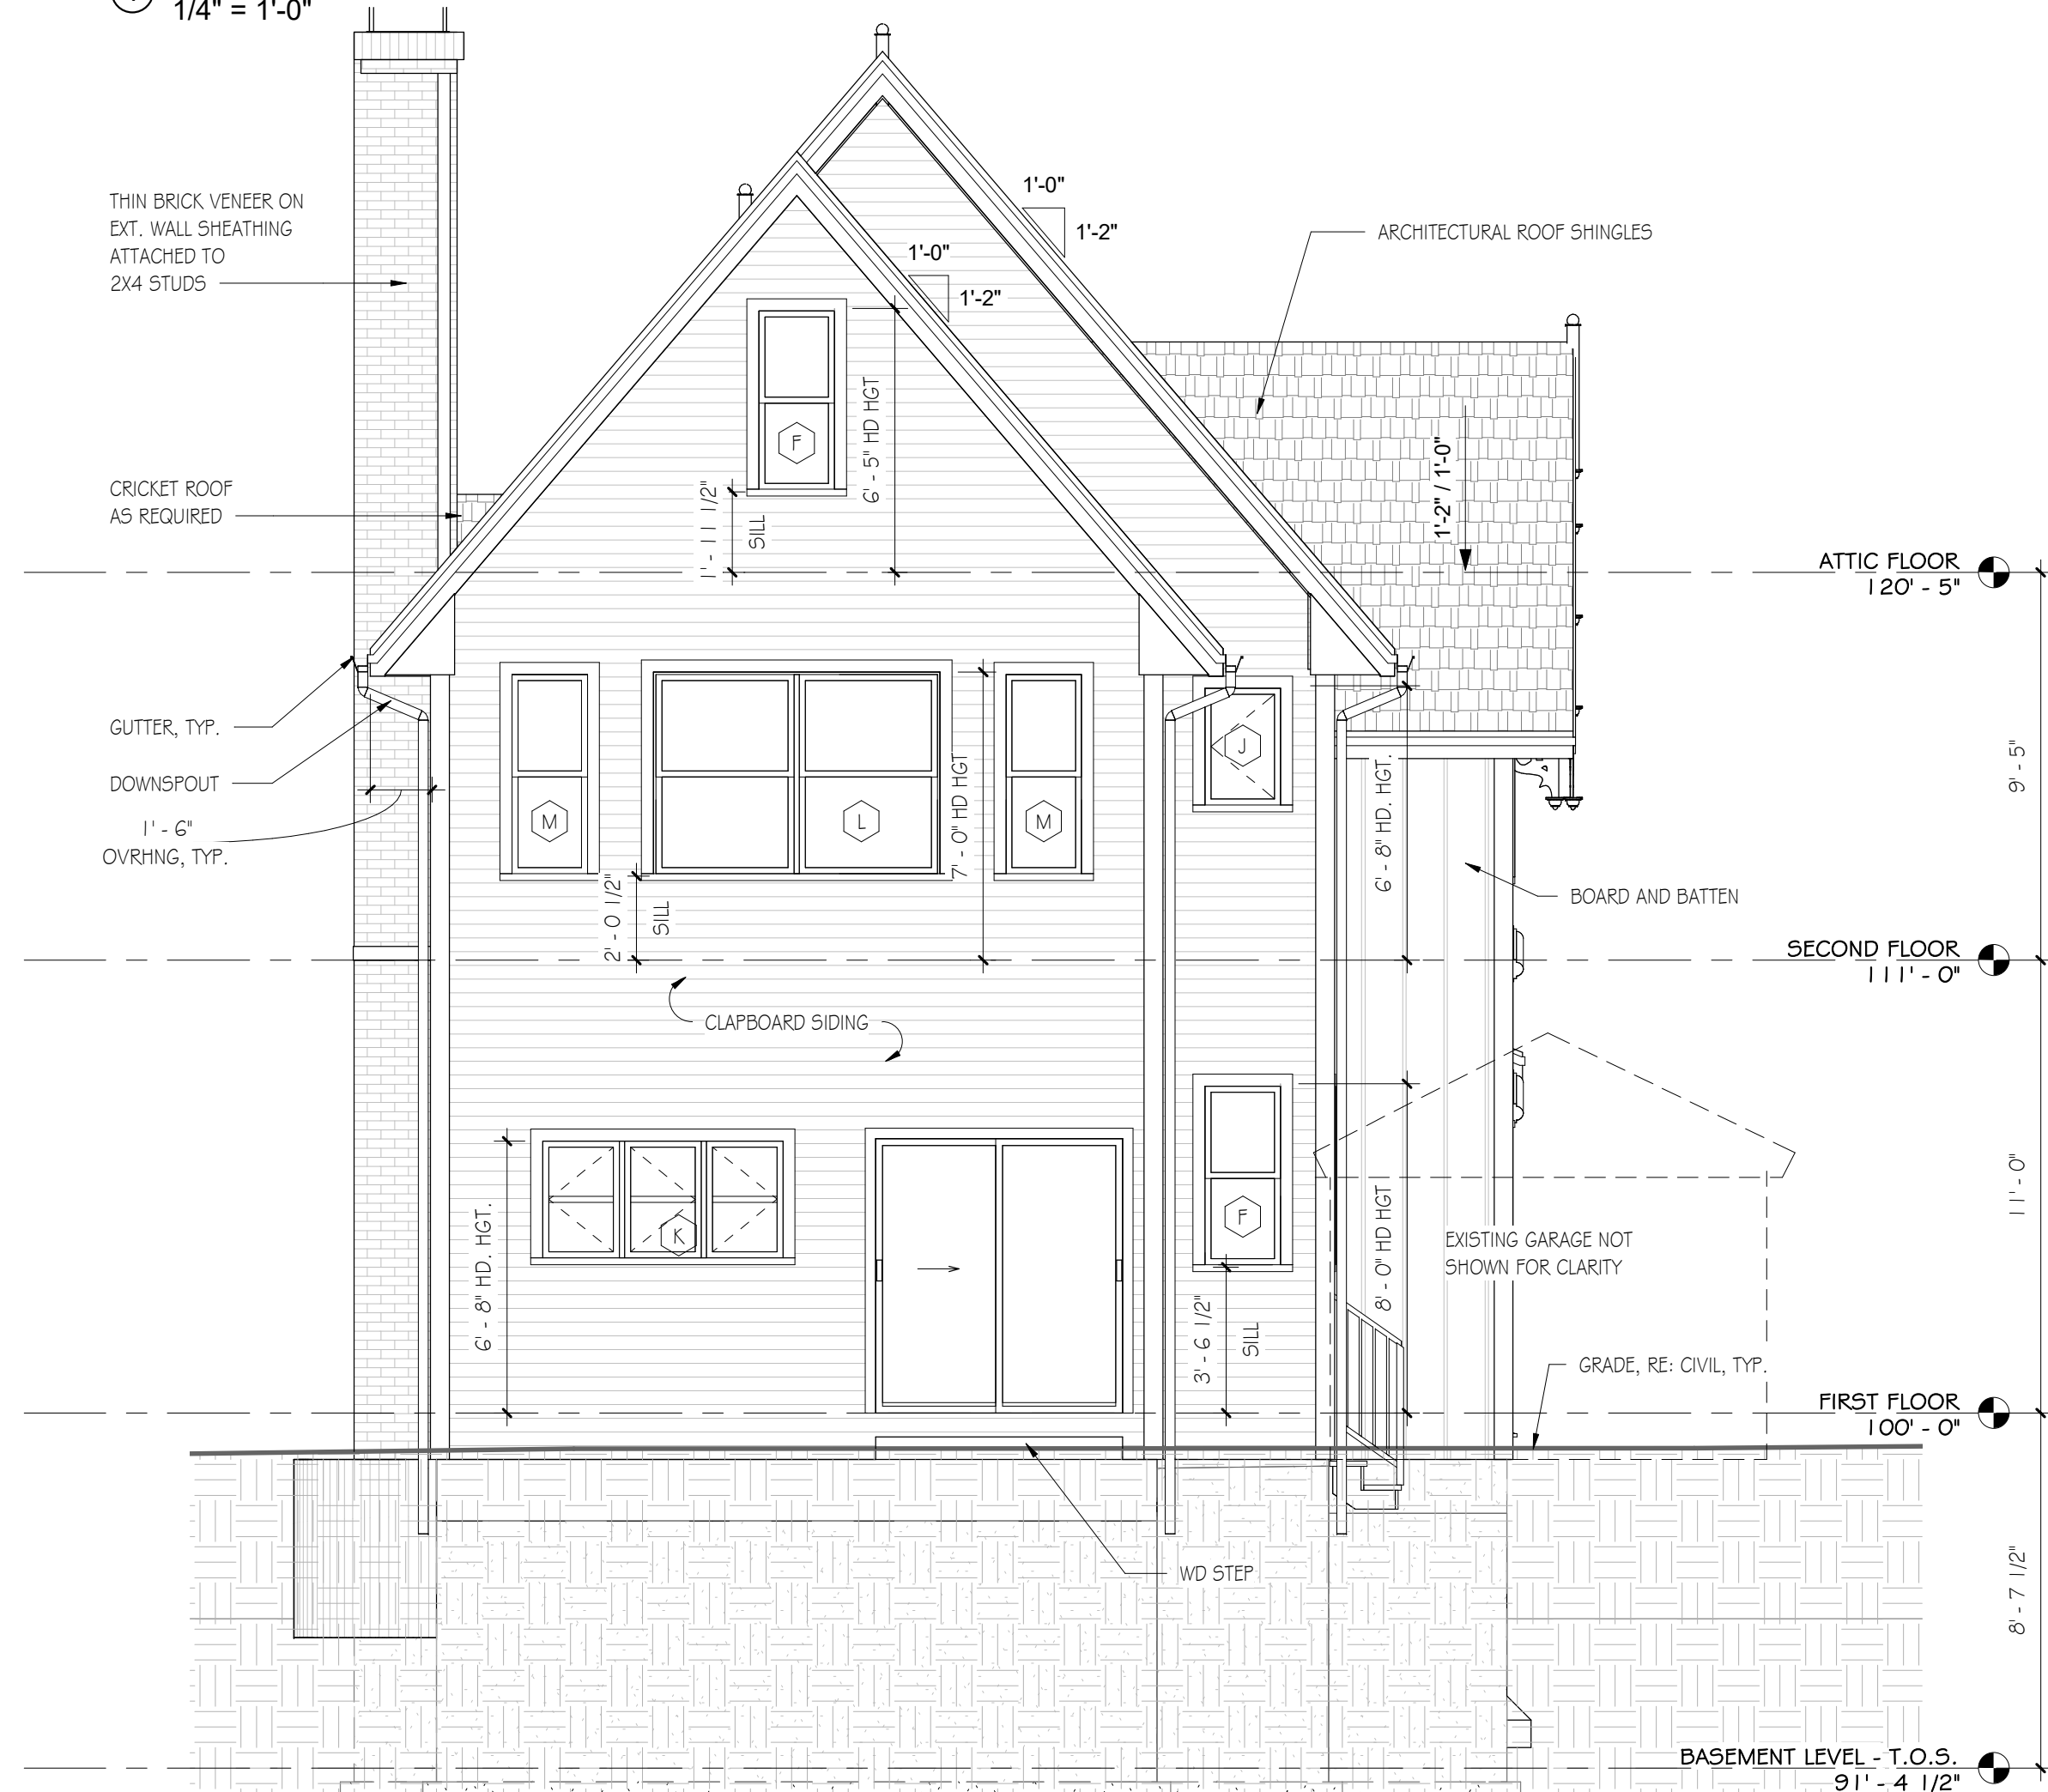 1/4" = 1'-0"
THIN BRICK VENEER ON
EXT. WALL SHEATHING
ATTACHED TO
2X4 STUDS
1'-0"
1'-2"
1'-0"
1'-2"
ARCHITECTURAL ROOF SHINGLES
F
6' - 5" HD HGT
1' - 11 1/2"
SILL
1'-2" / 1'-0"
CRICKET ROOF
AS REQUIRED
ATTIC FLOOR
120' - 5"
GUTTER, TYP.
DOWNSPOUT
1' - 6"
OVRHNG, TYP.
M
L
M
J
7' - 0" HD HGT
6' - 8" HD. HGT.
9' - 5"
2' - 0 1/2"
SILL
BOARD AND BATTEN
SECOND FLOOR
111' - 0"
CLAPBOARD SIDING
K
F
6' - 8" HD. HGT.
8' - 0" HD HGT
3' - 6 1/2"
SILL
11' - 0"
EXISTING GARAGE NOT
SHOWN FOR CLARITY
GRADE, RE: CIVIL, TYP.
FIRST FLOOR
100' - 0"
WD STEP
8' - 7 1/2"
BASEMENT LEVEL - T.O.S.
91' - 4 1/2"